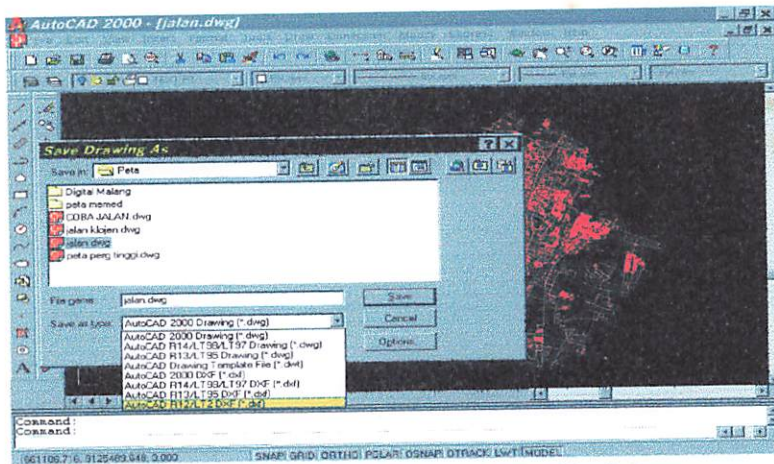 AutoCAD 2000 - [jalan.dwg]
Save Drawing As
Save in:
Peta
Digital Malang
peta memed
COBA JALAN.dwg
jalan klojen.dwg
jalan.dwg
peta perg tinggi.dwg
File name:
jalan.dwg
Save
Save as type:
AutoCAD 2000 Drawing (*.dwg)
Cancel
AutoCAD 2000 Drawing (*.dwg)
AutoCAD R14/LT98/LT97 Drawing (*.dwg)
Options
AutoCAD R13/LT95 Drawing (*.dwg)
AutoCAD Drawing Template File (*.dwt)
AutoCAD 2000 DXF (*.dxf)
AutoCAD R14/LT98/LT97 DXF (*.dxf)
AutoCAD R13/LT95 DXF (*.dxf)
AutoCAD R12/LT2 DXF (*.dxf)
Command:
Command:
SNAP GRID ORTHO POLAR OSNAP OTRACK LWT MODEL